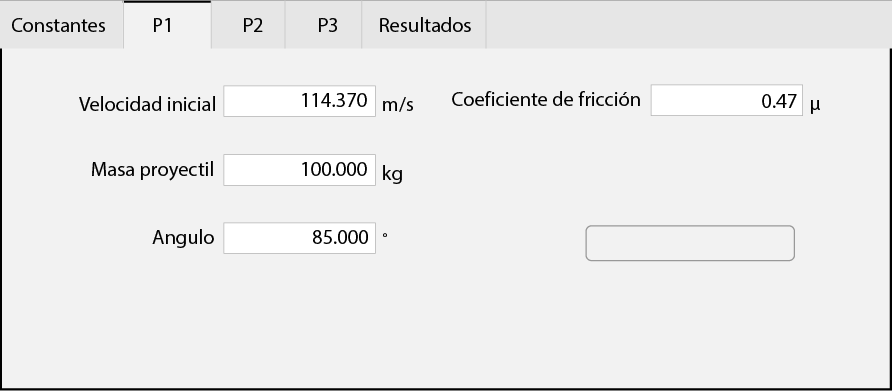 Constantes P1 P2 P3 Resultados
Velocidad inicial 114.370 m/s Coeficiente de fricción 0.47 μ
Masa proyectil 100.000 kg
Angulo 85.000 °